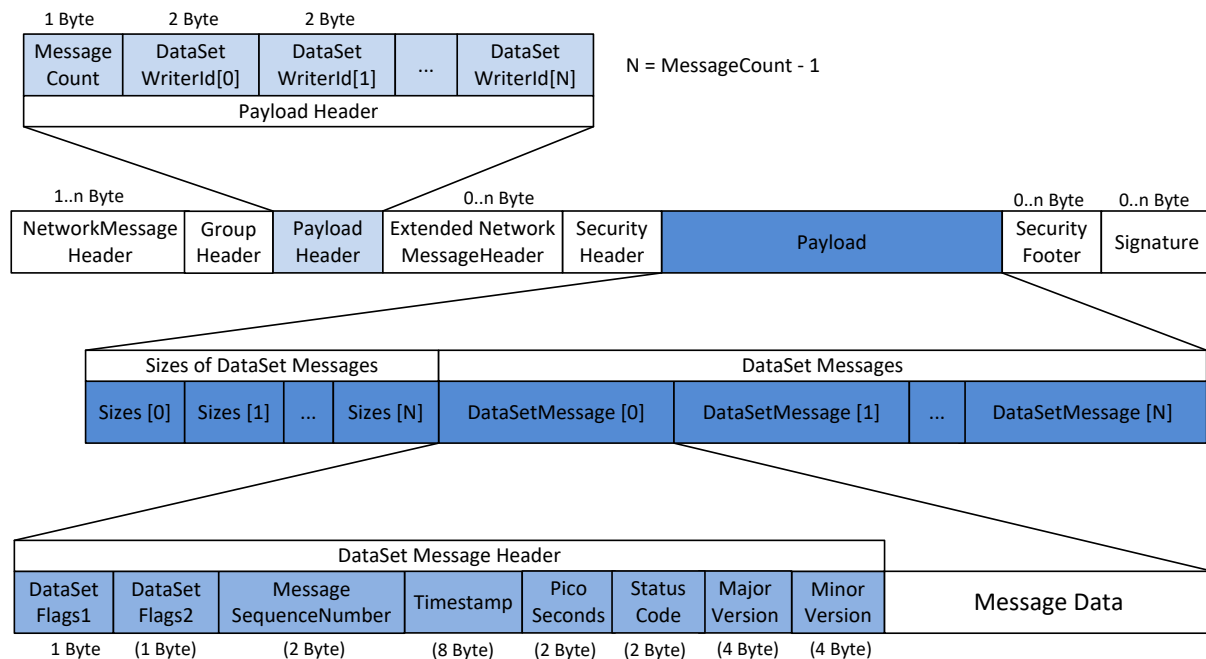 1 Byte
2 Byte
2 Byte
Message
Count
DataSet
WriterId[0]
DataSet
WriterId[1]
...
DataSet
WriterId[N]
N = MessageCount - 1
Payload Header
1..n Byte
0..n Byte
0..n Byte
0..n Byte
NetworkMessage
Header
Group
Header
Payload
Header
Extended Network
MessageHeader
Security
Header
Payload
Security
Footer
Signature
Sizes of DataSet Messages
DataSet Messages
Sizes [0]
Sizes [1]
...
Sizes [N]
DataSetMessage [0]
DataSetMessage [1]
...
DataSetMessage [N]
DataSet Message Header
DataSet
Flags1
DataSet
Flags2
Message
SequenceNumber
Timestamp
Pico
Seconds
Status
Code
Major
Version
Minor
Version
Message Data
1 Byte
(1 Byte)
(2 Byte)
(8 Byte)
(2 Byte)
(2 Byte)
(4 Byte)
(4 Byte)